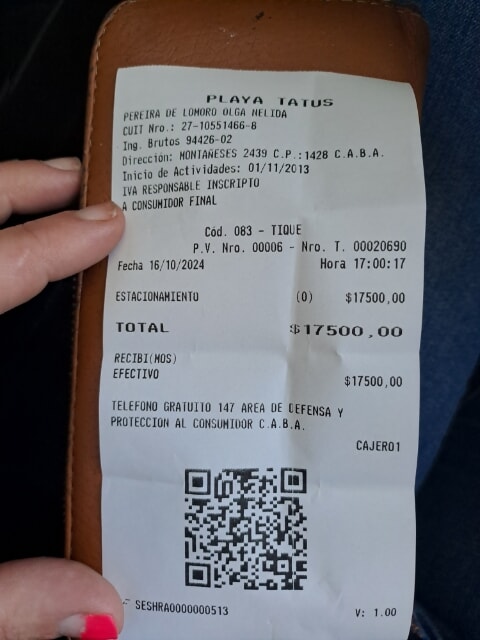 PLAYA TATUS
PEREIRA DE LOMORO OLGA NELIDA
CUIT Nro.: 27-10551466-8
Ing. Brutos 94426-02
Dirección: MONTAÑESES 2439 C.P.:1428 C.A.B.A.
Inicio de Actividades: 01/11/2013
IVA RESPONSABLE INSCRIPTO
A CONSUMIDOR FINAL
Cód. 083 - TIQUE
P.V. Nro. 00006 - Nro. T. 00020690
Fecha 16/10/2024 Hora 17:00:17
ESTACIONAMIENTO (0) $17500,00
TOTAL $17500,00
RECIBI(MOS)
EFECTIVO $17500,00
TELEFONO GRATUITO 147 AREA DE DEFENSA Y
PROTECCION AL CONSUMIDOR C.A.B.A.
CAJERO1
SESHRA0000000513 V: 1.00